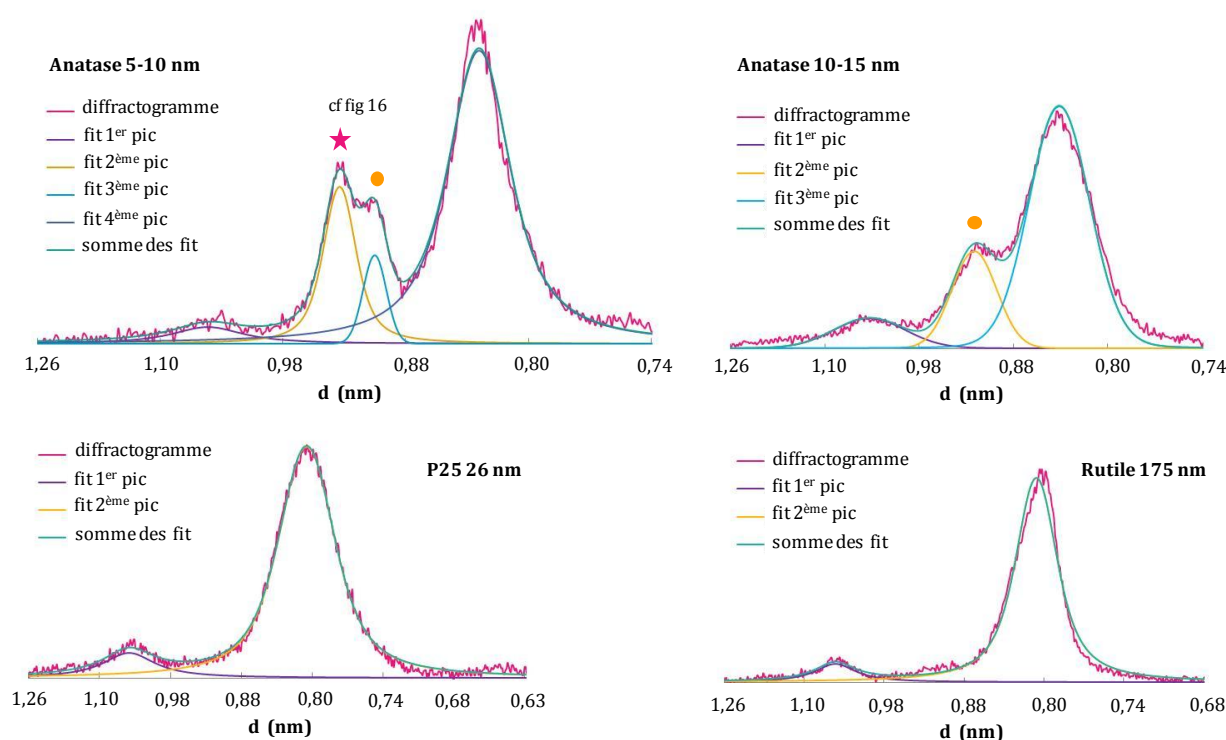 Anatase 5-10 nm
diffractogramme
fit 1er pic
fit 2ème pic
fit 3ème pic
fit 4ème pic
somme des fit
cf fig 16
1,26 1,10 0,98 0,88 0,80 0,74
d (nm)
Anatase 10-15 nm
diffractogramme
fit 1er pic
fit 2ème pic
fit 3ème pic
somme des fit
1,26 1,10 0,98 0,88 0,80 0,74
d (nm)
P25 26 nm
diffractogramme
fit 1er pic
fit 2ème pic
somme des fit
1,26 1,10 0,98 0,88 0,80 0,74 0,68 0,63
d (nm)
Rutile 175 nm
diffractogramme
fit 1er pic
fit 2ème pic
somme des fit
1,26 1,10 0,98 0,88 0,80 0,74 0,68
d (nm)